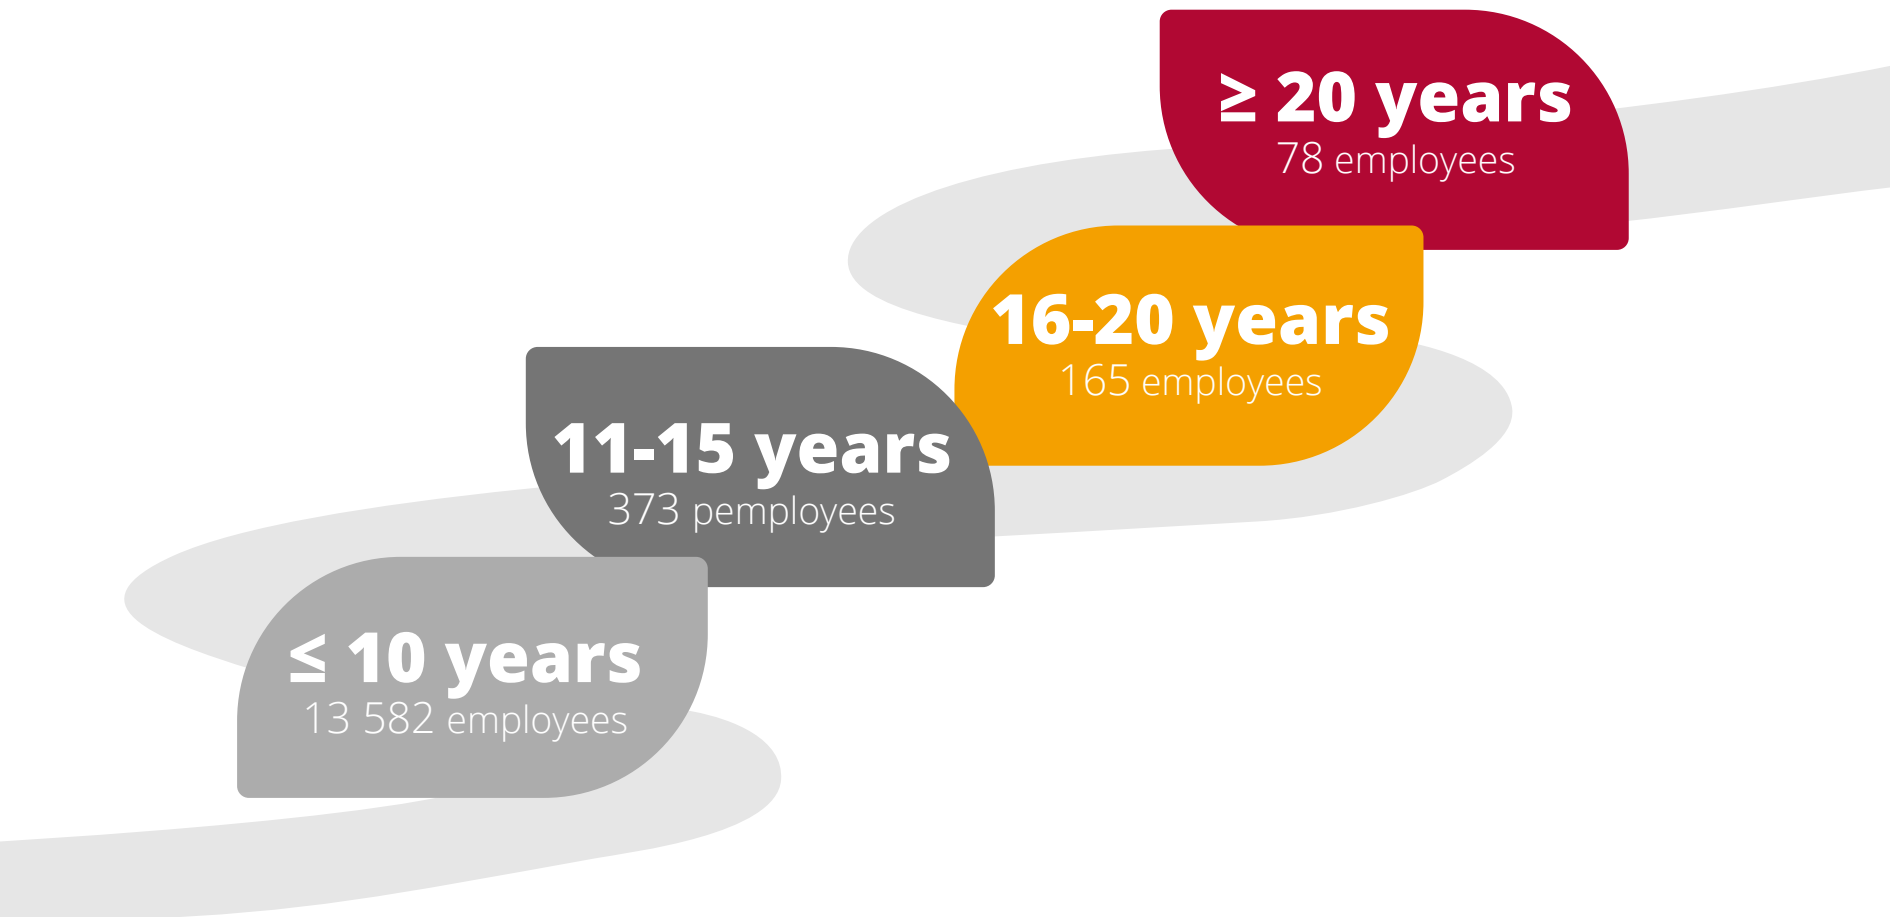 ≥ 20 years
78 employees
16-20 years
165 employees
11-15 years
373 pemployees
≤ 10 years
13 582 employees